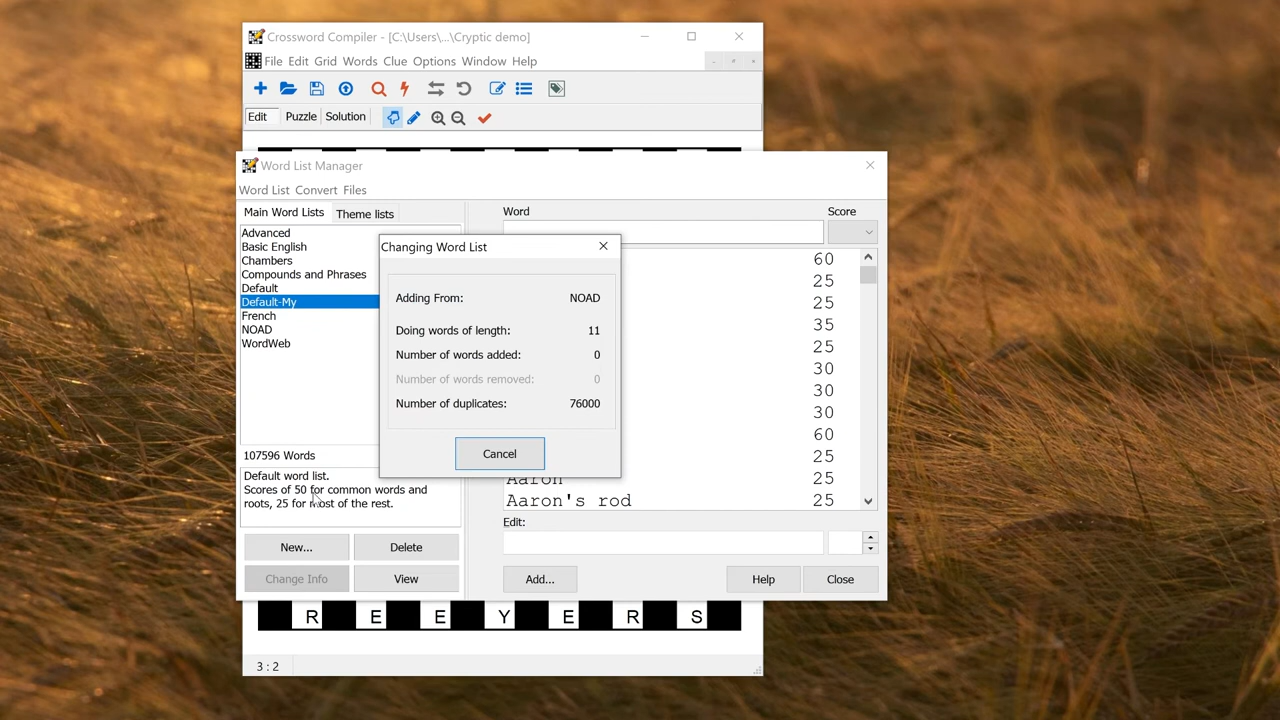 Crossword Compiler - [C:\Users\...\Cryptic demo]
File Edit Grid Words Clue Options Window Help
Edit Puzzle Solution
Word List Manager
Word List Convert Files
Main Word Lists Theme lists
Advanced
Basic English
Chambers
Compounds and Phrases
Default
Default-My
French
NOAD
WordWeb
107596 Words
Default word list.
Scores of 50 for common words and
roots, 25 for most of the rest.
New... Delete
Change Info View
Changing Word List
Adding From: NOAD
Doing words of length: 11
Number of words added: 0
Number of words removed: 0
Number of duplicates: 76000
Cancel
Word Score
60
25
25
35
25
30
30
30
60
25
Aaron 25
Aaron's rod 25
Edit:
Add... Help Close
R E E Y E R S
3 : 2